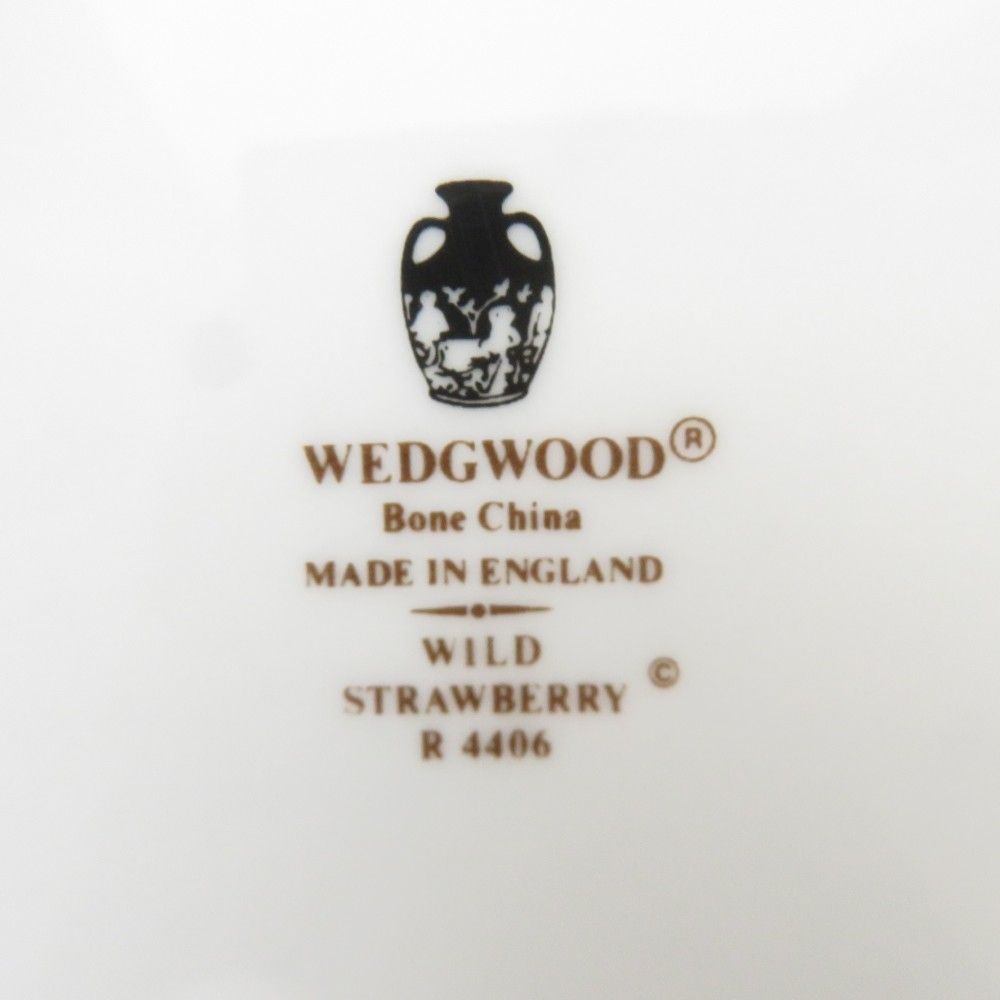 WEDGWOOD®
Bone China
MADE IN ENGLAND
WILD
STRAWBERRY ©
R 4406